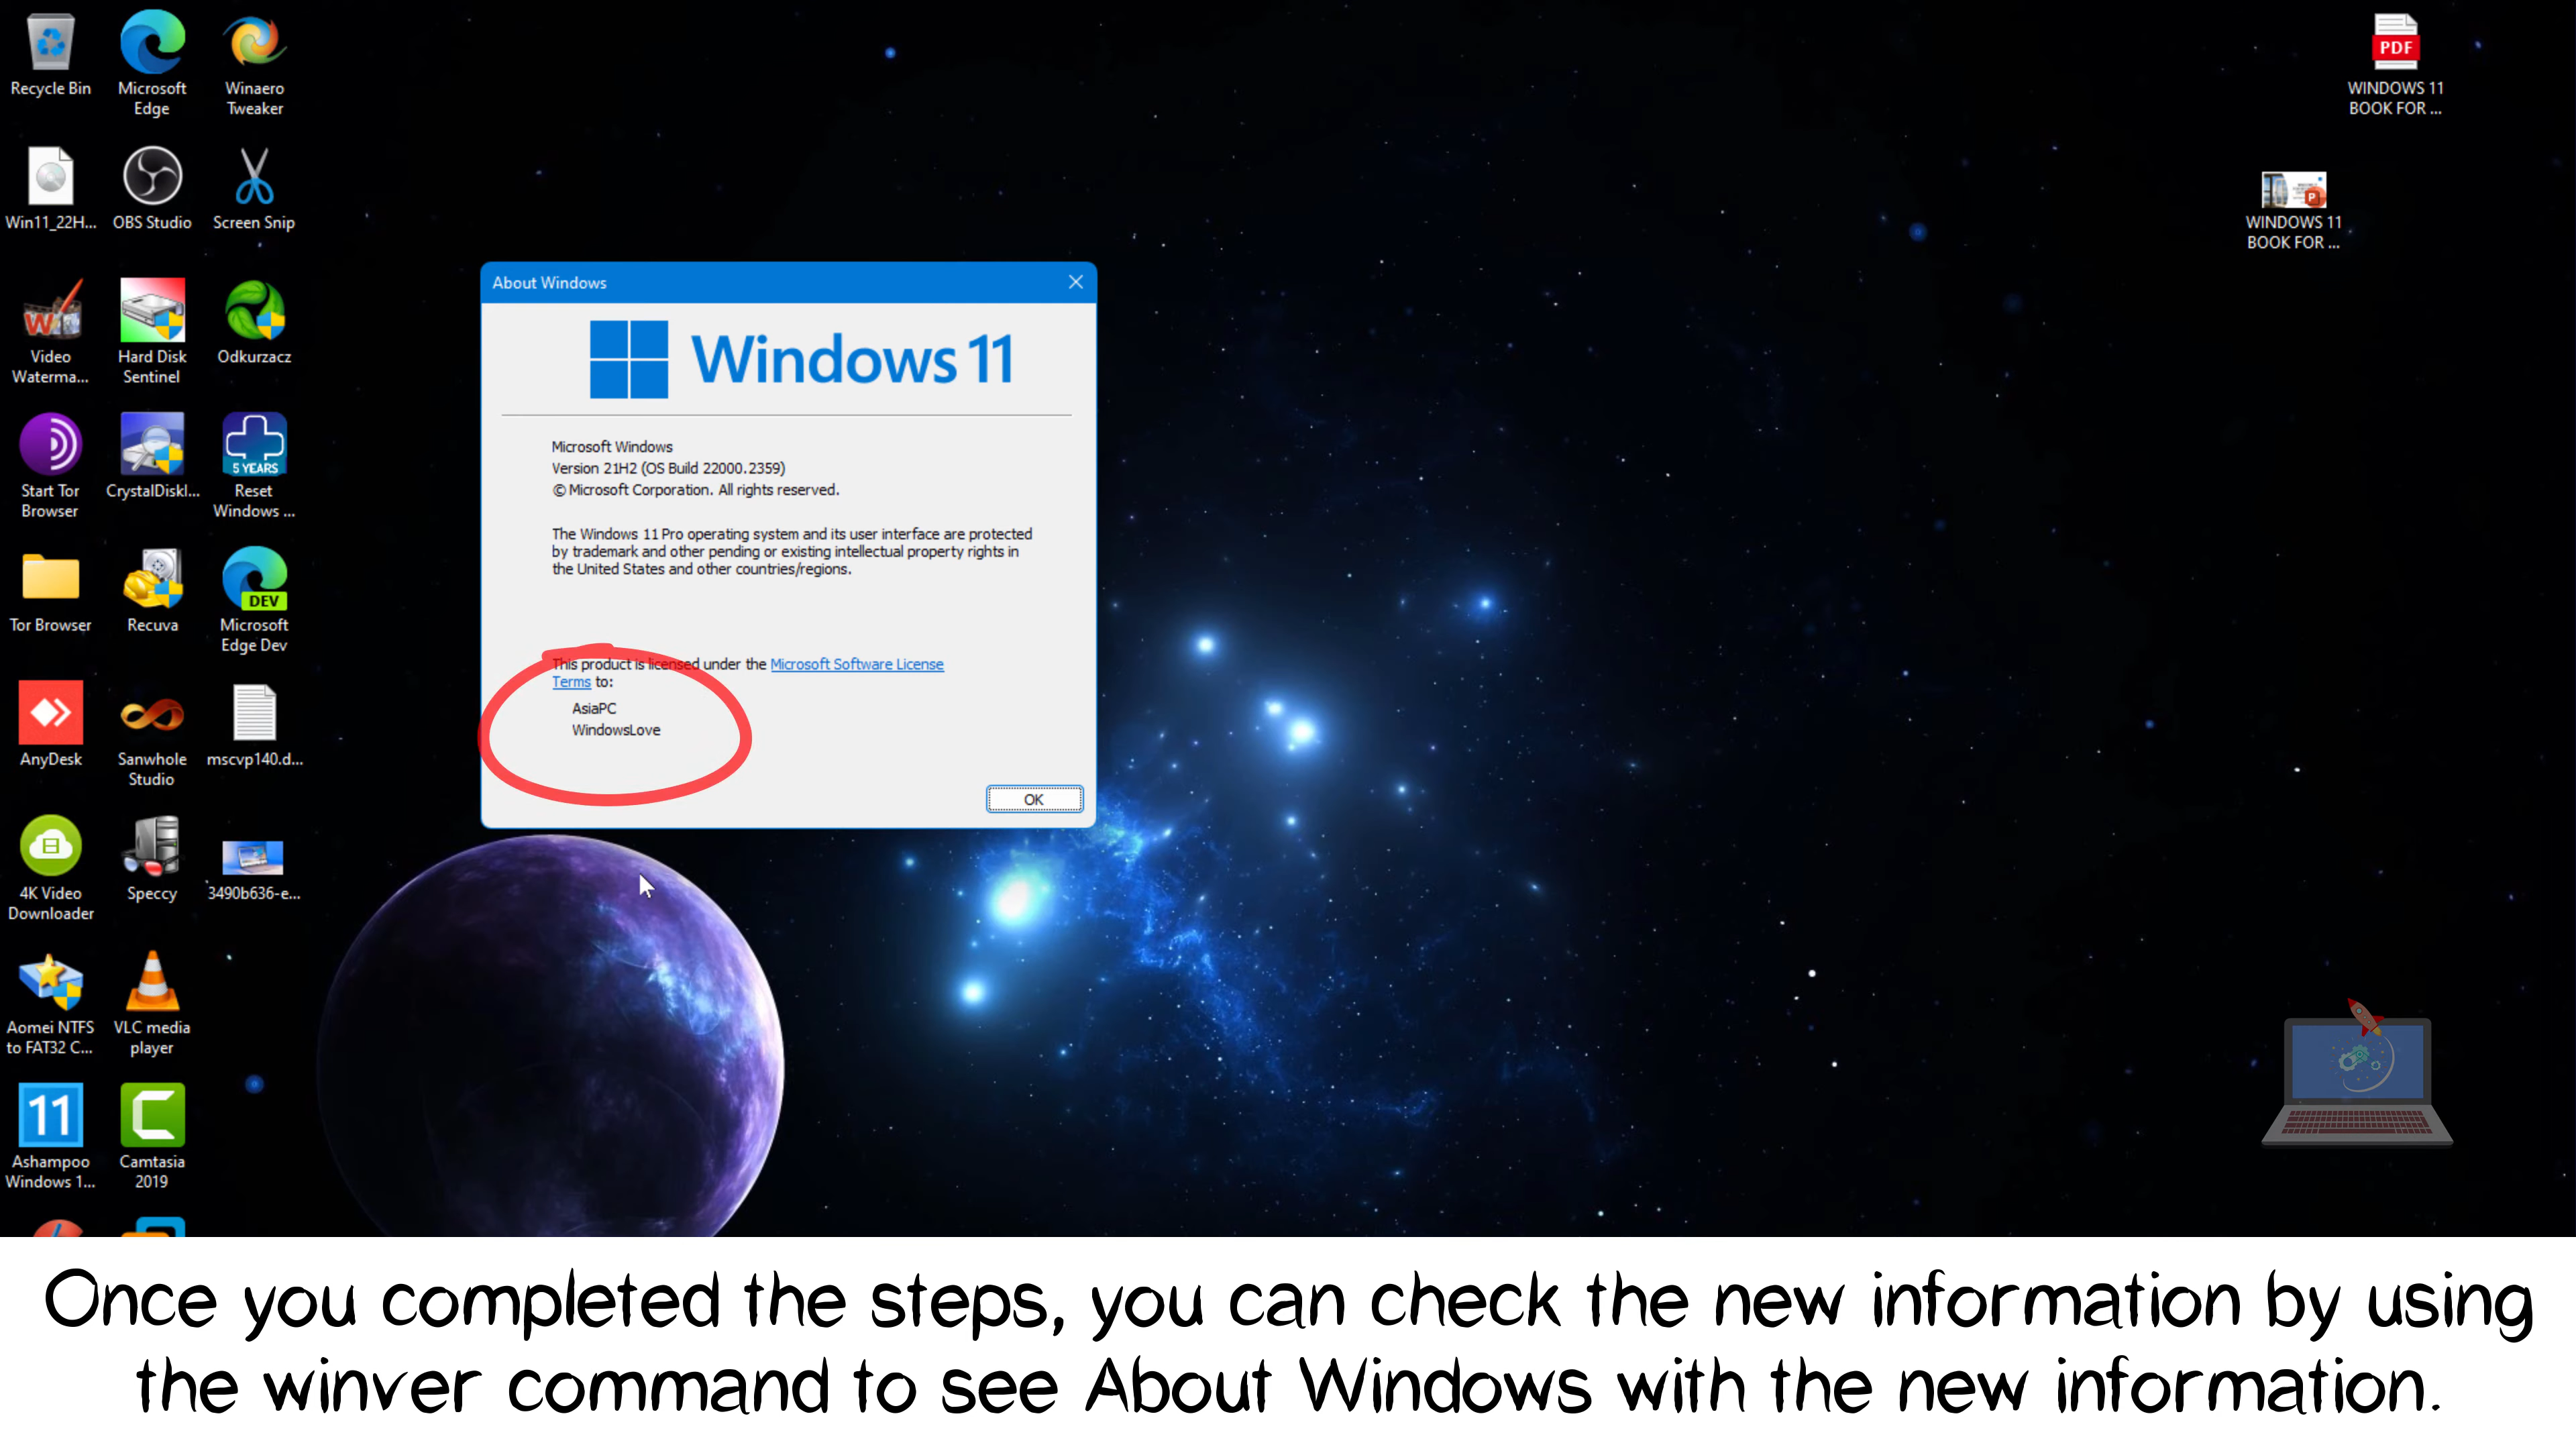 Recycle Bin
Microsoft
Edge
Winaero
Tweaker
Win11_22H...
OBS Studio
Screen Snip
Video
Waterma...
Hard Disk
Sentinel
Odkurzacz
Start Tor
Browser
CrystalDiskI...
5 YEARS
Reset
Windows ...
Tor Browser
Recuva
DEV
Microsoft
Edge Dev
AnyDesk
Sanwhole
Studio
mscvp140.d...
4K Video
Downloader
Speccy
3490b636-e...
Aomei NTFS
to FAT32 C...
VLC media
player
11
Ashampoo
Windows 1...
Camtasia
2019
PDF
WINDOWS 11
BOOK FOR ...
P
WINDOWS 11
BOOK FOR ...
About Windows
Windows 11
Microsoft Windows
Version 21H2 (OS Build 22000.2359)
© Microsoft Corporation. All rights reserved.
The Windows 11 Pro operating system and its user interface are protected
by trademark and other pending or existing intellectual property rights in
the United States and other countries/regions.
This product is licensed under the Microsoft Software License
Terms to:
AsiaPC
WindowsLove
OK
Once you completed the steps, you can check the new information by using
the winver command to see About Windows with the new information.